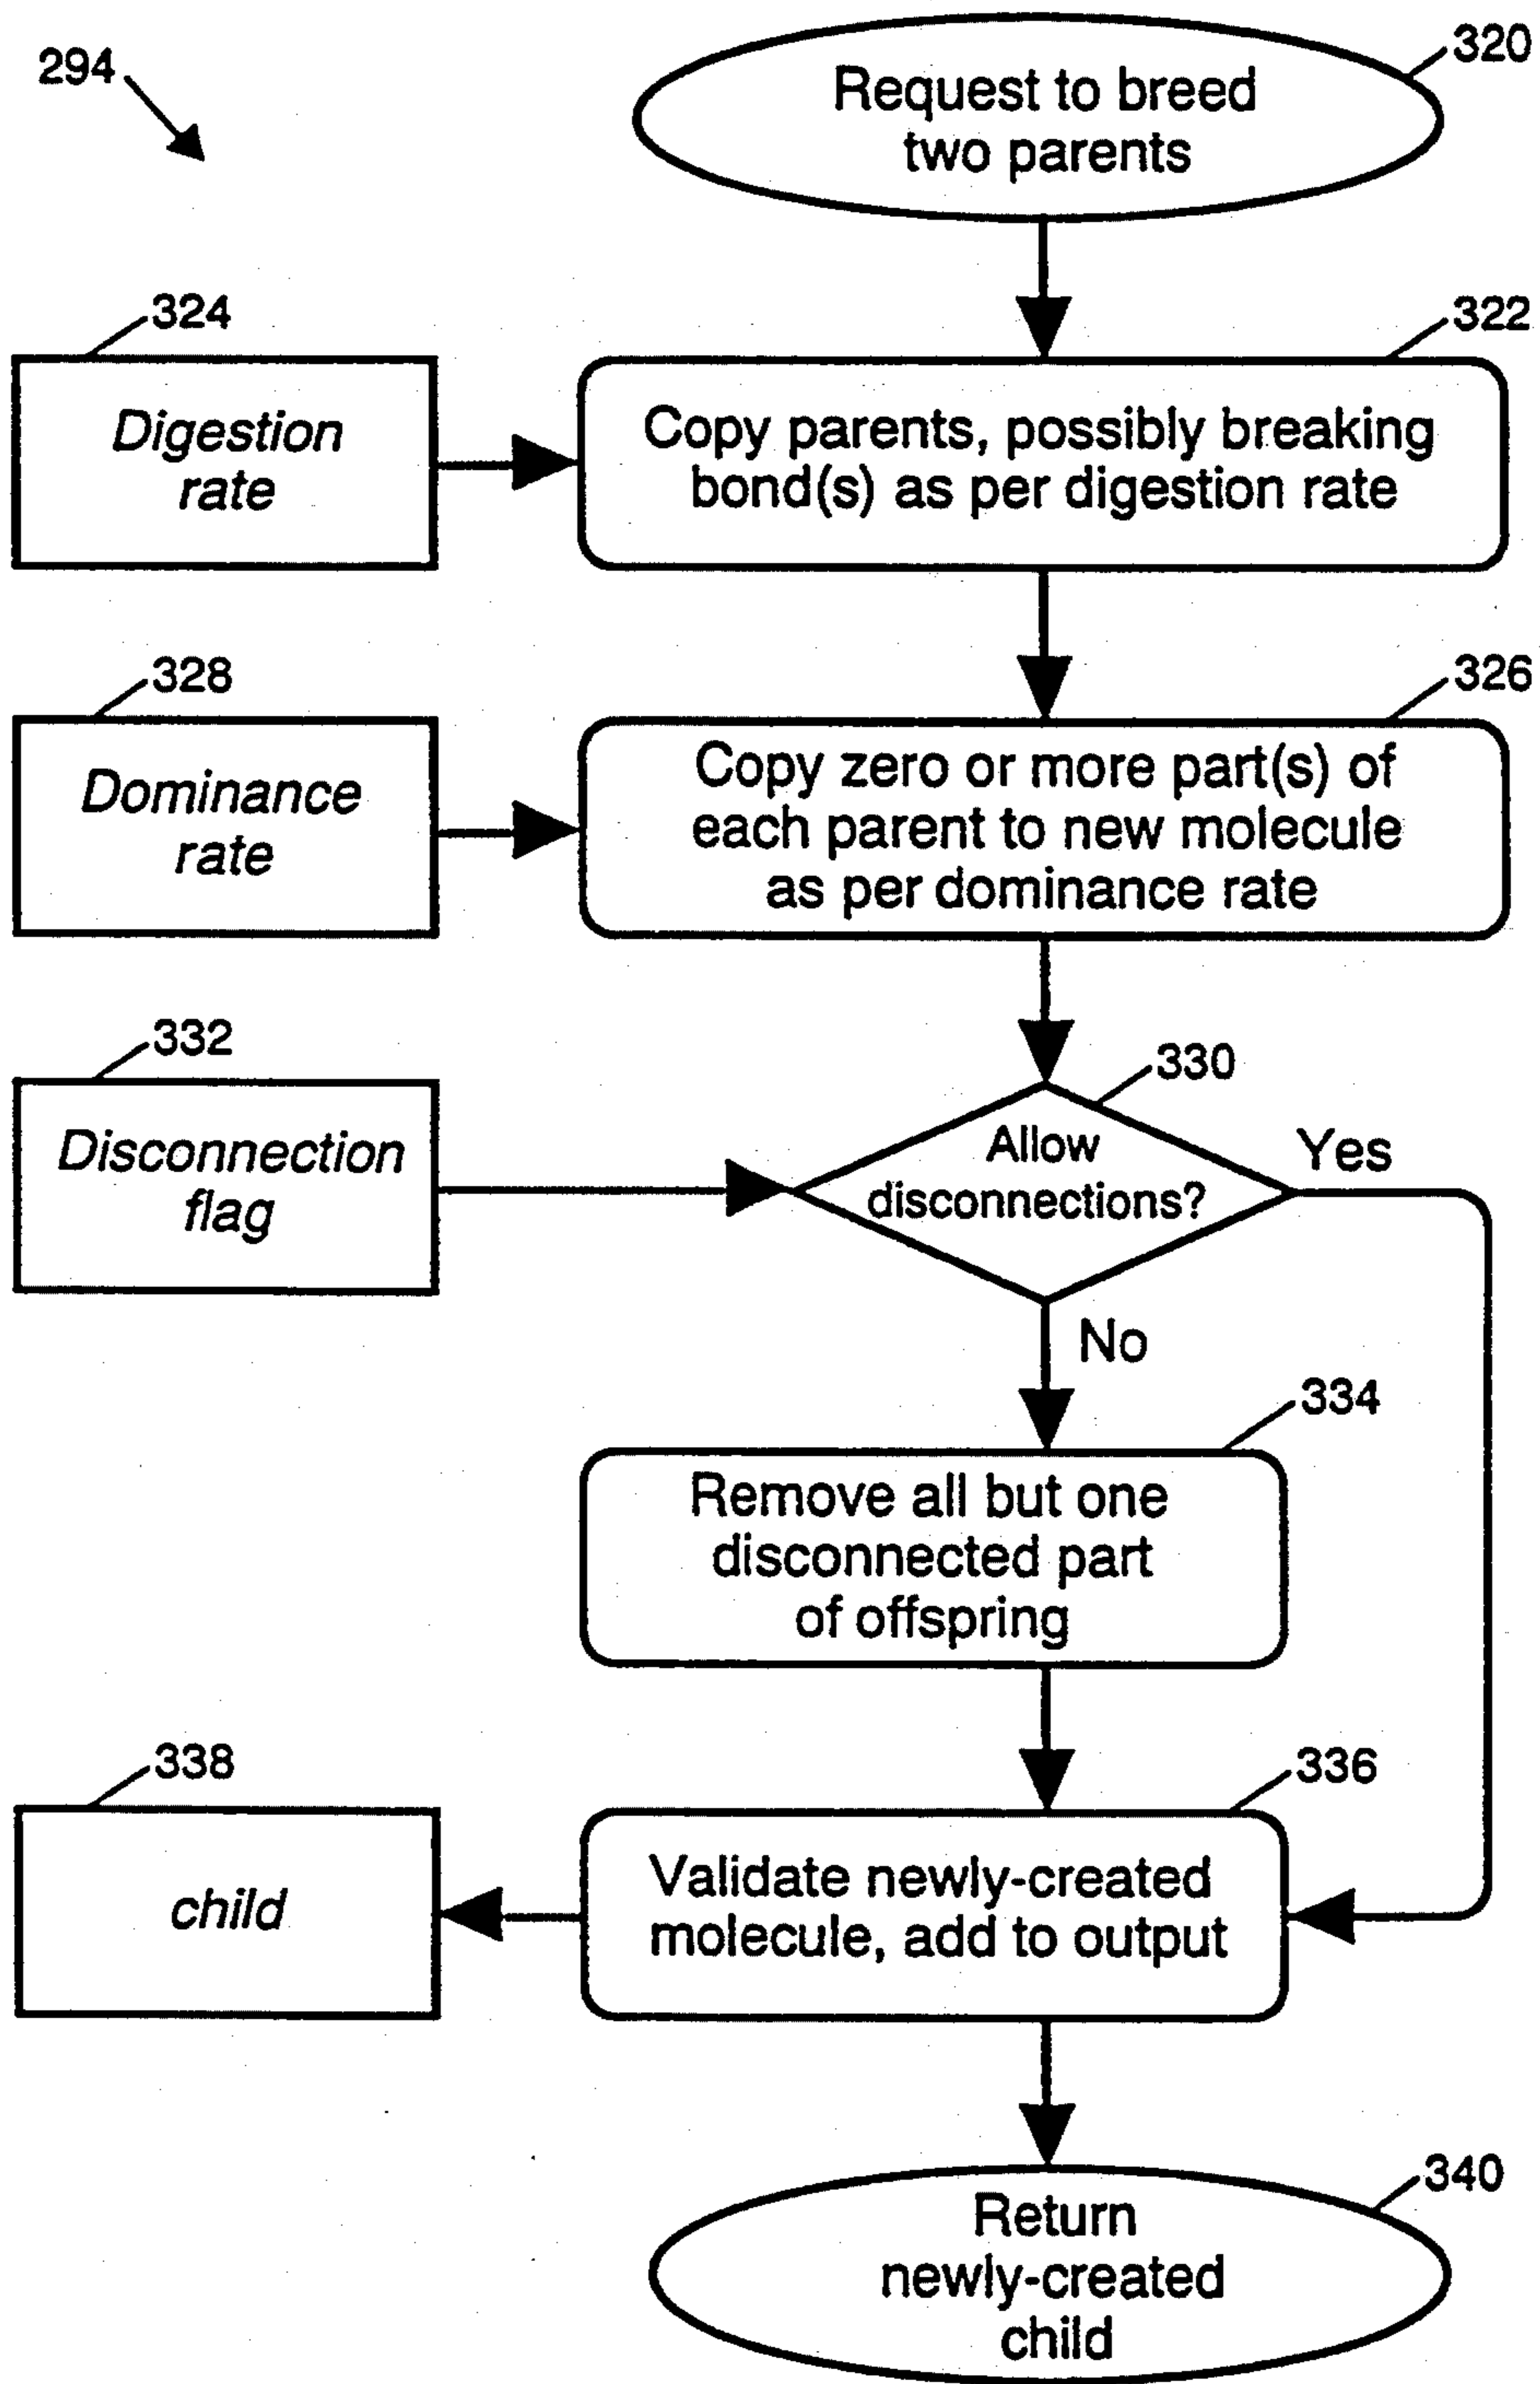 294
320
Request to breed
two parents
324
322
Digestion
rate
Copy parents, possibly breaking
bond(s) as per digestion rate
328
326
Dominance
rate
Copy zero or more part(s) of
each parent to new molecule
as per dominance rate
332
330
Disconnection
flag
Allow
disconnections?
Yes
No
334
Remove all but one
disconnected part
of offspring
338
336
child
Validate newly-created
molecule, add to output
340
Return
newly-created
child